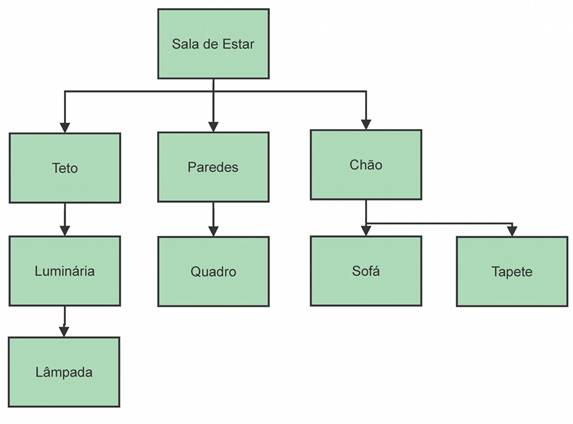 Sala de Estar
Teto
Paredes
Chão
Luminária
Quadro
Sofá
Tapete
Lâmpada